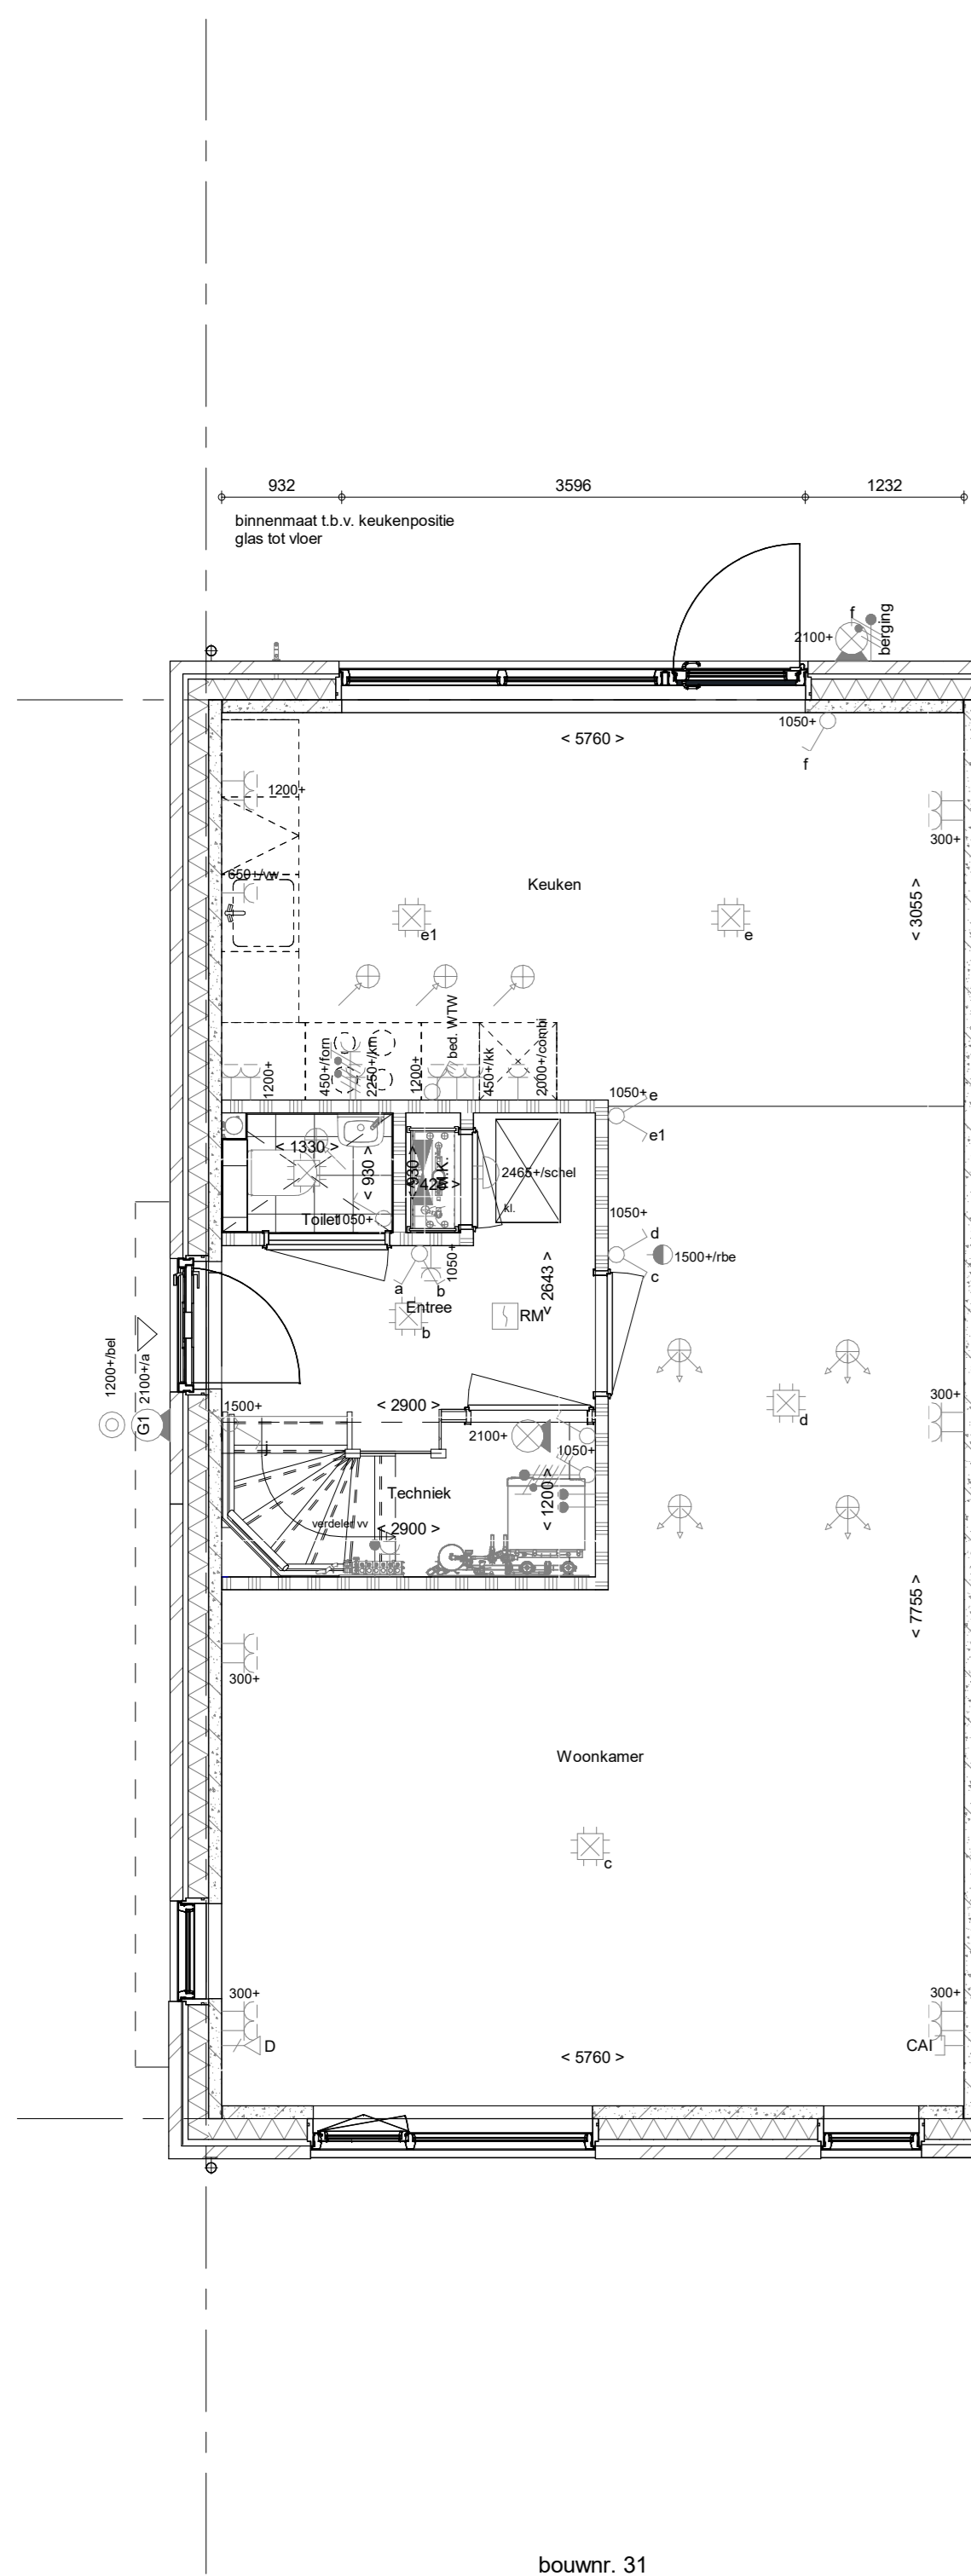 932
3596
1232
binnenmaat t.b.v. keukenpositie
glas tot vloer
f
2100+
berging
< 5760 >
1050+
f
1200+
300+
650+/vw
Keuken
< 3055 >
e1
e
bed. WTW
1200+
450+/forn
2250+/km
1200+
450+/kk
2000+/combi
1050+
e
e1
< 1330 >
< 930 >
< 930 >
MK
2465+/schel
kl.
Toilet
1050+
1050+
d
1500+/rbe
c
1050+
a
b
< 2643 >
Entree
b
RM
1200+/bel
2100+/a
G1
1500+
j
< 2900 >
300+
d
2100+
1050+
Techniek
< 1200 >
verdeler vv
< 2900 >
< 7755 >
300+
Woonkamer
c
300+
300+
D
CAI
< 5760 >
bouwnr. 31